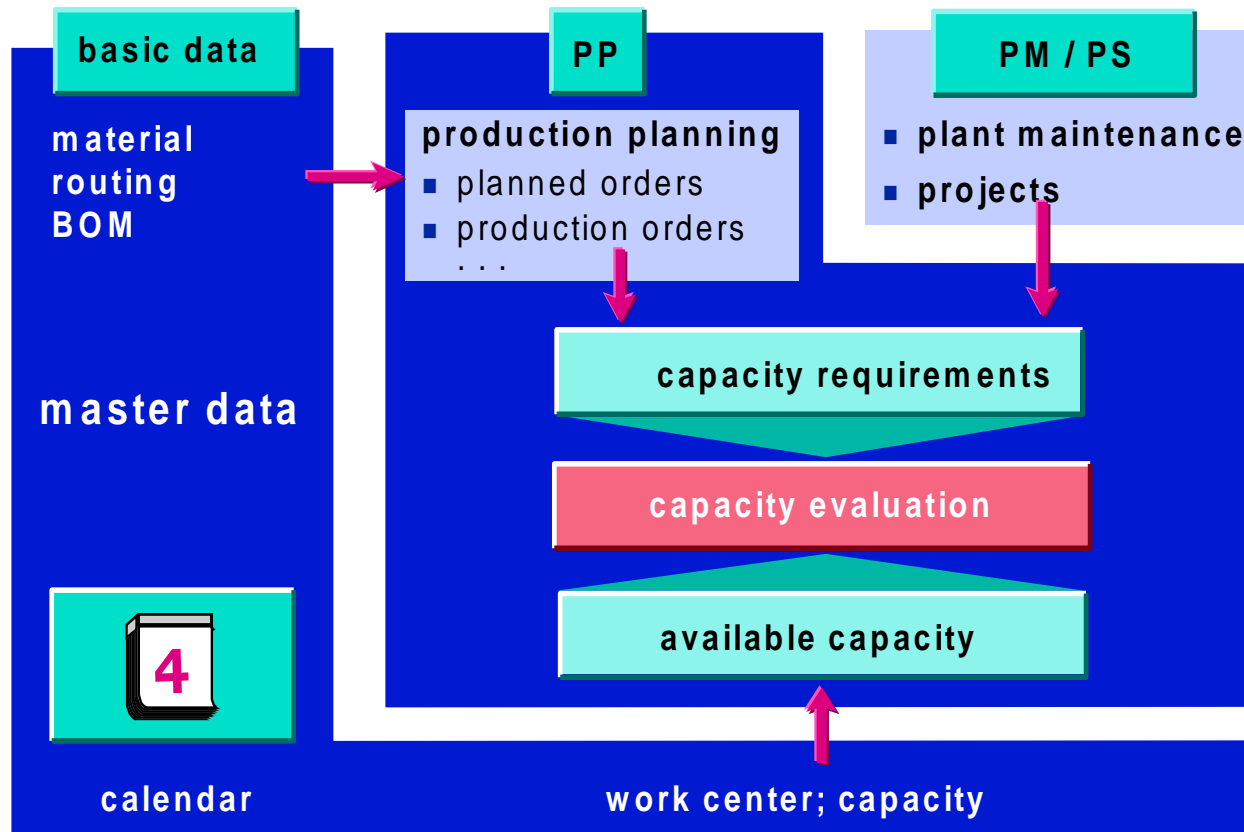 basic data
material
routing
BOM
master data
4
calendar
PP
production planning
planned orders
production orders
. . .
PM / PS
plant maintenance
projects
capacity requirements
capacity evaluation
available capacity
work center; capacity